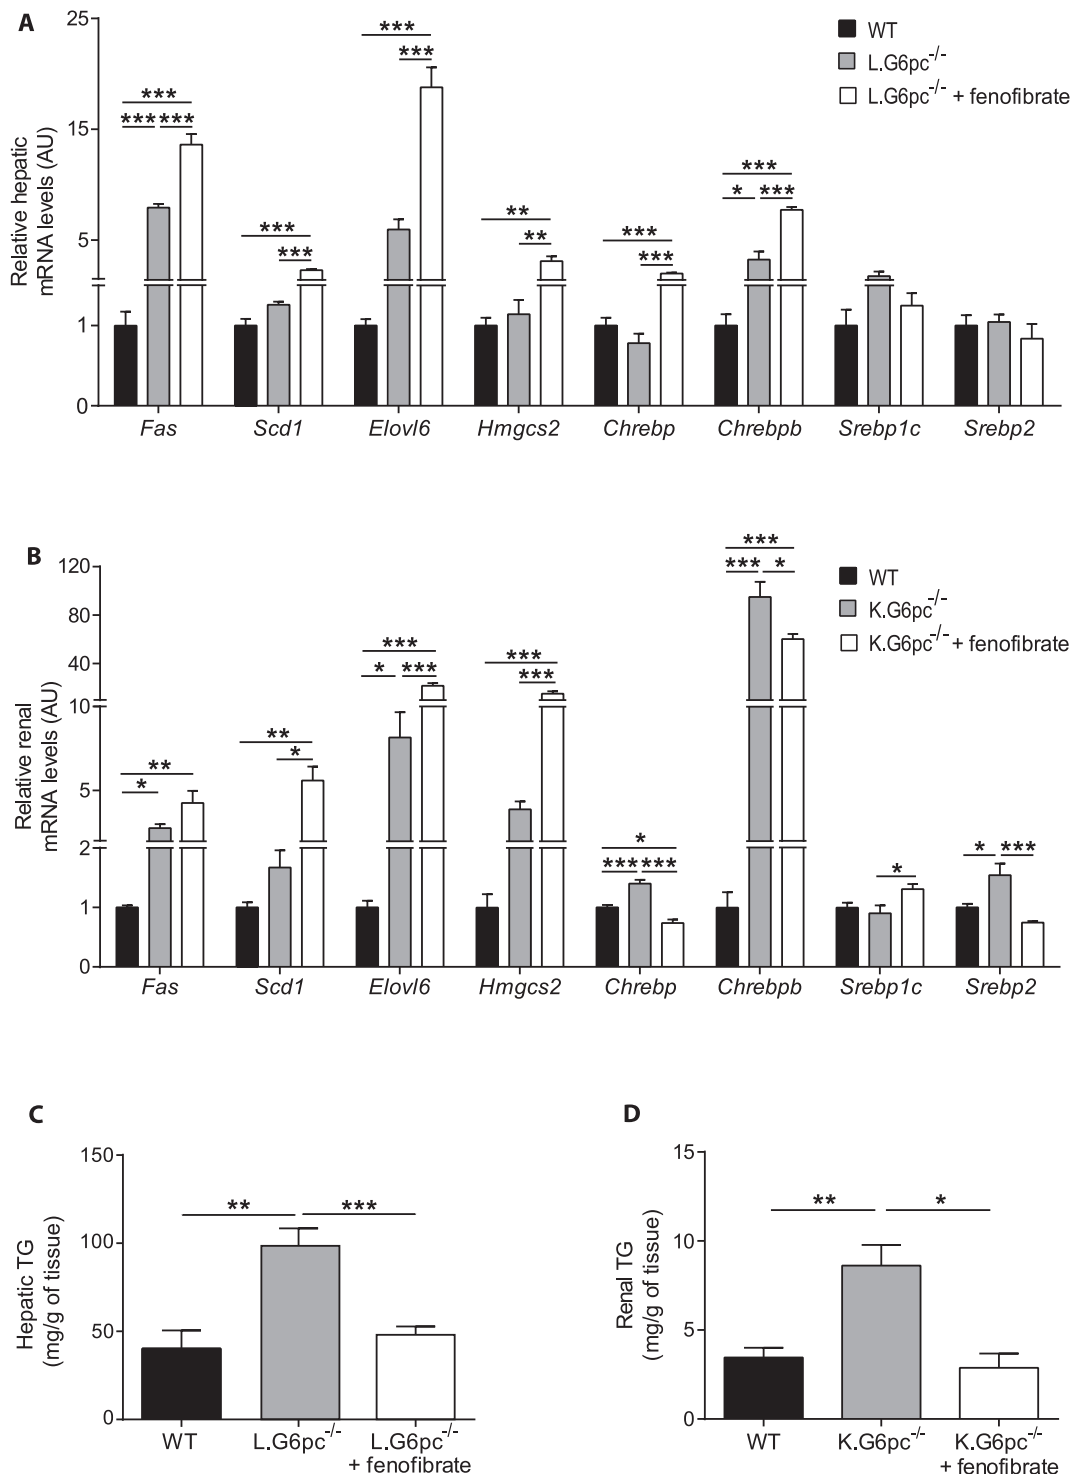 A
Relative hepatic
mRNA levels (AU)
25
15
5
1
0
WT
L.G6pc-/-
L.G6pc-/- + fenofibrate
***
*** ***
***
***
***
***
**
**
***
***
***
* ***
Fas Scd1 Elovl6 Hmgcs2 Chrebp Chrebpb Srebp1c Srebp2
B
Relative renal
mRNA levels (AU)
120
80
40
10
5
2
1
0
WT
K.G6pc-/-
K.G6pc-/- + fenofibrate
**
*
**
*
***
* ***
***
***
*
*** ***
***
*** *
*
* ***
Fas Scd1 Elovl6 Hmgcs2 Chrebp Chrebpb Srebp1c Srebp2
C
Hepatic TG
(mg/g of tissue)
150
100
50
0
** ***
WT L.G6pc-/- L.G6pc-/-
+ fenofibrate
D
Renal TG
(mg/g of tissue)
15
10
5
0
** *
WT K.G6pc-/- K.G6pc-/-
+ fenofibrate